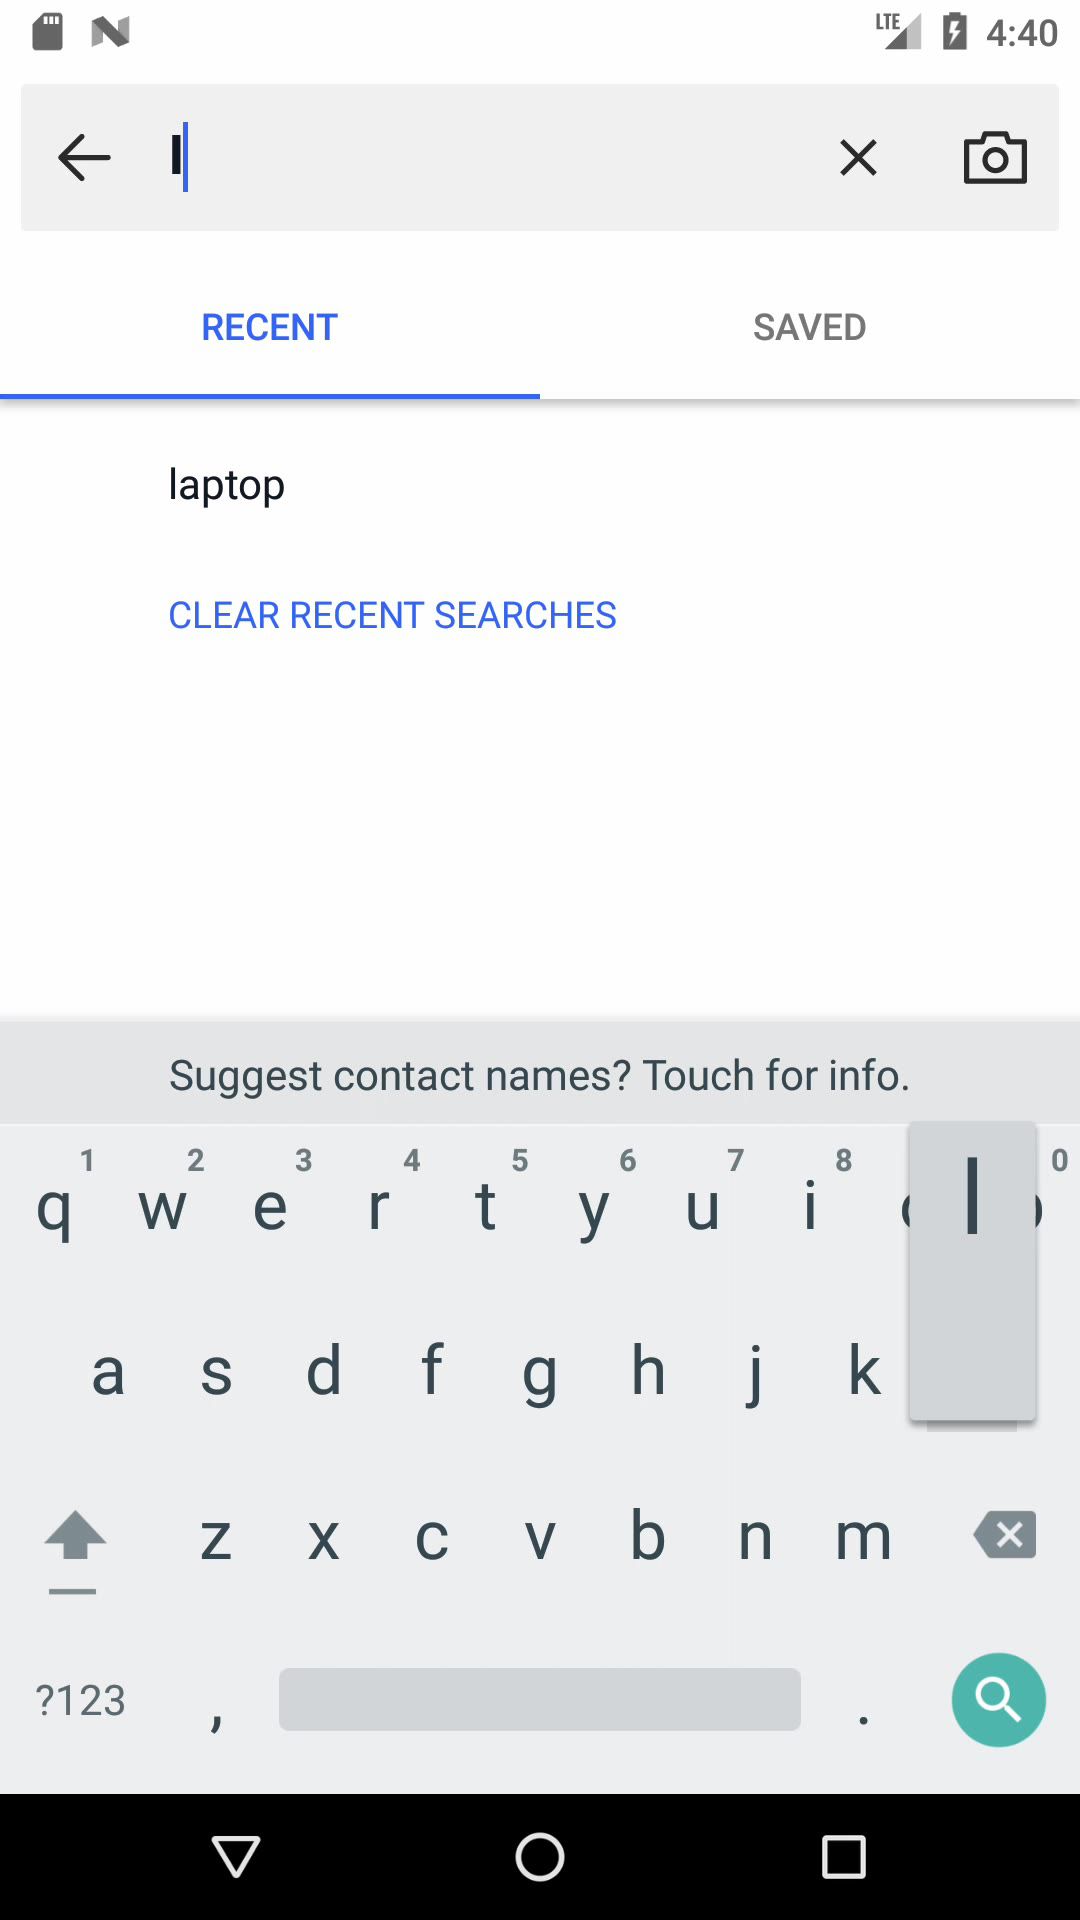 LTE 4:40
l
RECENT SAVED
laptop
CLEAR RECENT SEARCHES
Suggest contact names? Touch for info.
1 2 3 4 5 6 7 8 0
q w e r t y u i l
a s d f g h j k
z x c v b n m
?123 , .